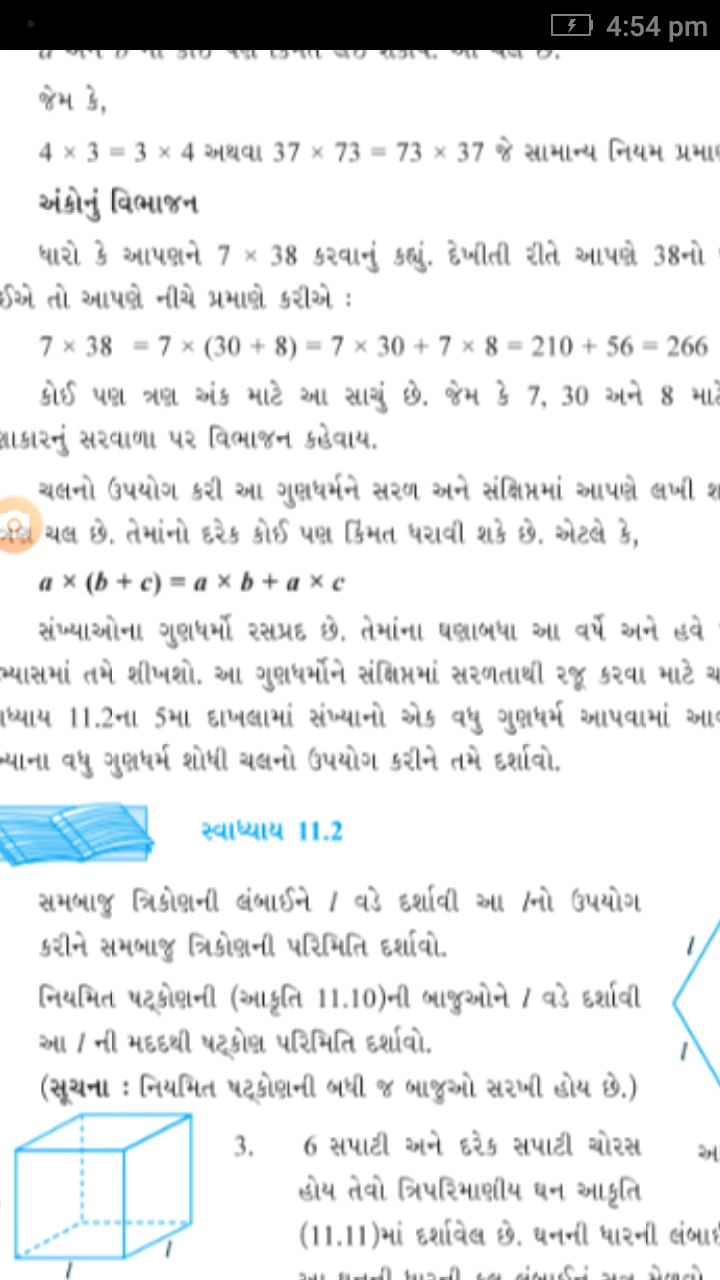 4:54 pm
જેમ કે,
4 × 3 = 3 × 4 અથવા 37 × 73 = 73 × 37 જે સામાન્ય નિયમ
અંકોનું વિભાજન
ધારો કે આપણને 7 × 38 કરવાનું કહ્યું. દેખીતી રીતે આપણે 38નો
તો આપણે નીચે પ્રમાણે કરીએ :
7 × 38 = 7 × (30 + 8) = 7 × 30 + 7 × 8 = 210 + 56 = 266
કોઈ પણ ત્રણ અંક માટે આ સાચું છે. જેમ કે 7, 30 અને 8
સરવાળા પર વિભાજન કહેવાય.
ચલનો ઉપયોગ કરી આ ગુણધર્મને સરળ અને સંક્ષિપ્તમાં આપણે લખી
ચલ છે. તેમાંનો દરેક કોઈ પણ કિંમત ધરાવી શકે છે. એટલે કે,
a × (b + c) = a × b + a × c
સંખ્યાઓના ગુણધર્મો રસપ્રદ છે. તેમાંના ઘણાબધા આ વર્ષે અને હવે
તમે શીખશો. આ ગુણધર્મોને સંક્ષિપ્તમાં સરળતાથી રજૂ કરવા માટે
11.2ના 5મા દાખલામાં સંખ્યાનો એક વધુ ગુણધર્મ આપવામાં
વધુ ગુણધર્મ શોધી ચલનો ઉપયોગ કરીને તમે દર્શાવો.
સ્વાધ્યાય 11.2
સમબાજુ ત્રિકોણની લંબાઈને l વડે દર્શાવી આ lનો ઉપયોગ
કરીને સમબાજુ ત્રિકોણની પરિમિતિ દર્શાવો.
l
નિયમિત ષટ્કોણની (આકૃતિ 11.10)ની બાજુઓને l વડે દર્શાવી
આ l ની મદદથી ષટ્કોણ પરિમિતિ દર્શાવો.
l
(સૂચના : નિયમિત ષટ્કોણની બધી જ બાજુઓ સરખી હોય છે.)
3. 6 સપાટી અને દરેક સપાટી ચોરસ
હોય તેવો ત્રિપરિમાણીય ઘન આકૃતિ
(11.11)માં દર્શાવેલ છે. ઘનની ધારની
l
l